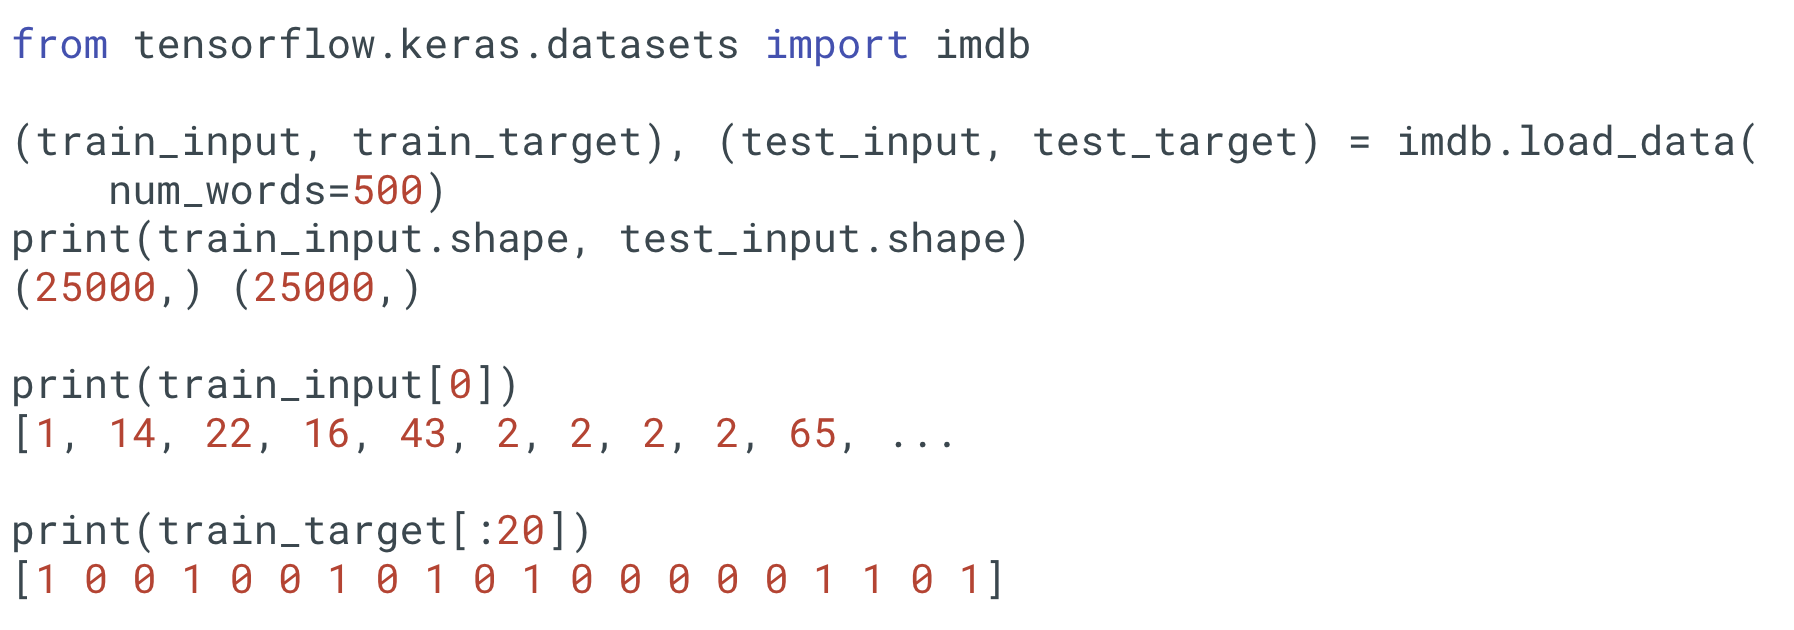 from tensorflow.keras.datasets import imdb
(train_input, train_target), (test_input, test_target) = imdb.load_data(
    num_words=500)
print(train_input.shape, test_input.shape)
(25000,) (25000,)
print(train_input[0])
[1, 14, 22, 16, 43, 2, 2, 2, 2, 65, ...
print(train_target[:20])
[1 0 0 1 0 0 1 0 1 0 1 0 0 0 0 0 1 1 0 1]